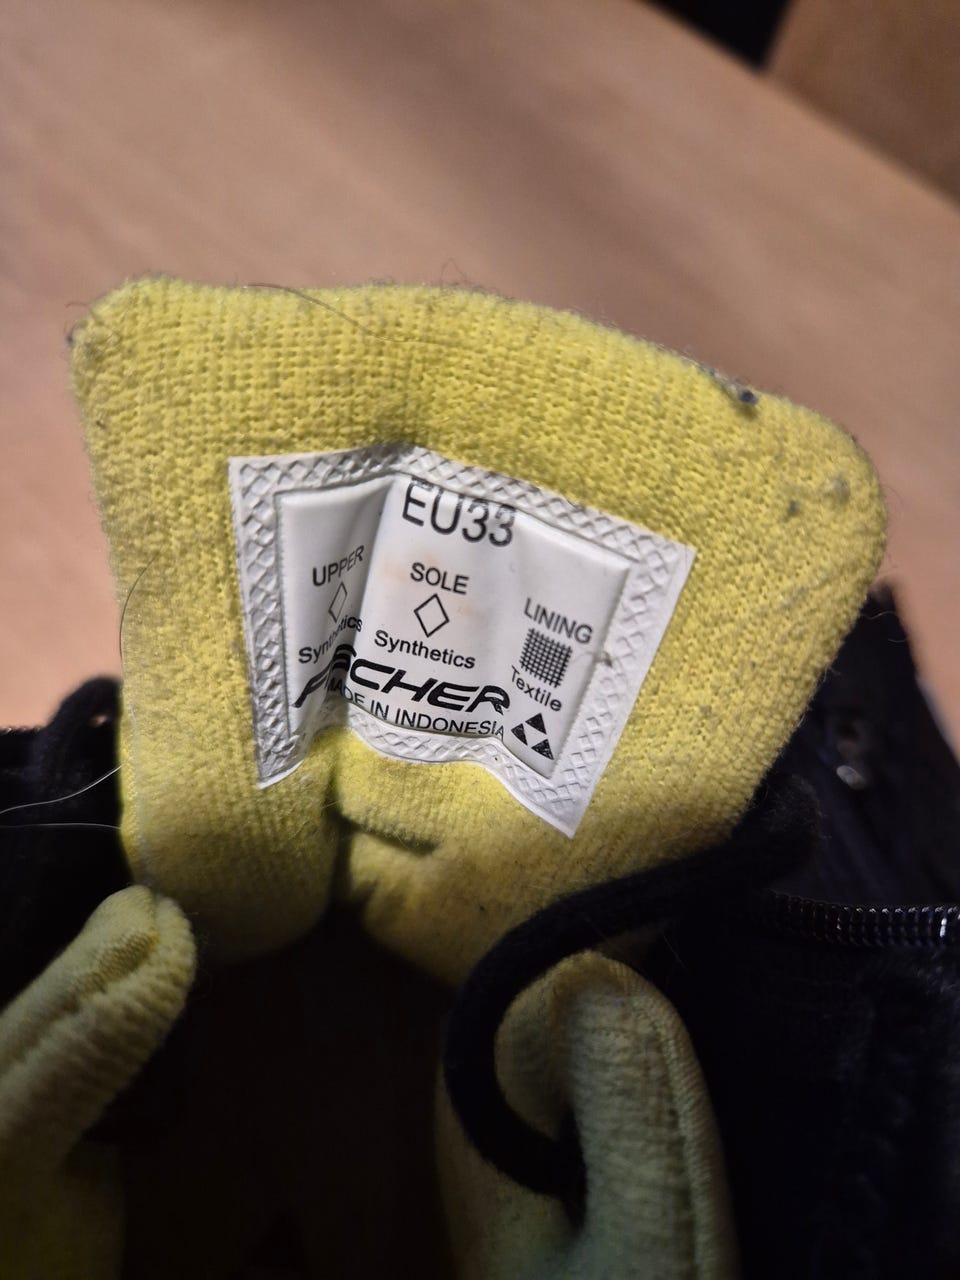 EU33
UPPER
Synthetics
SOLE
Synthetics
LINING
Textile
FISCHER
MADE IN INDONESIA